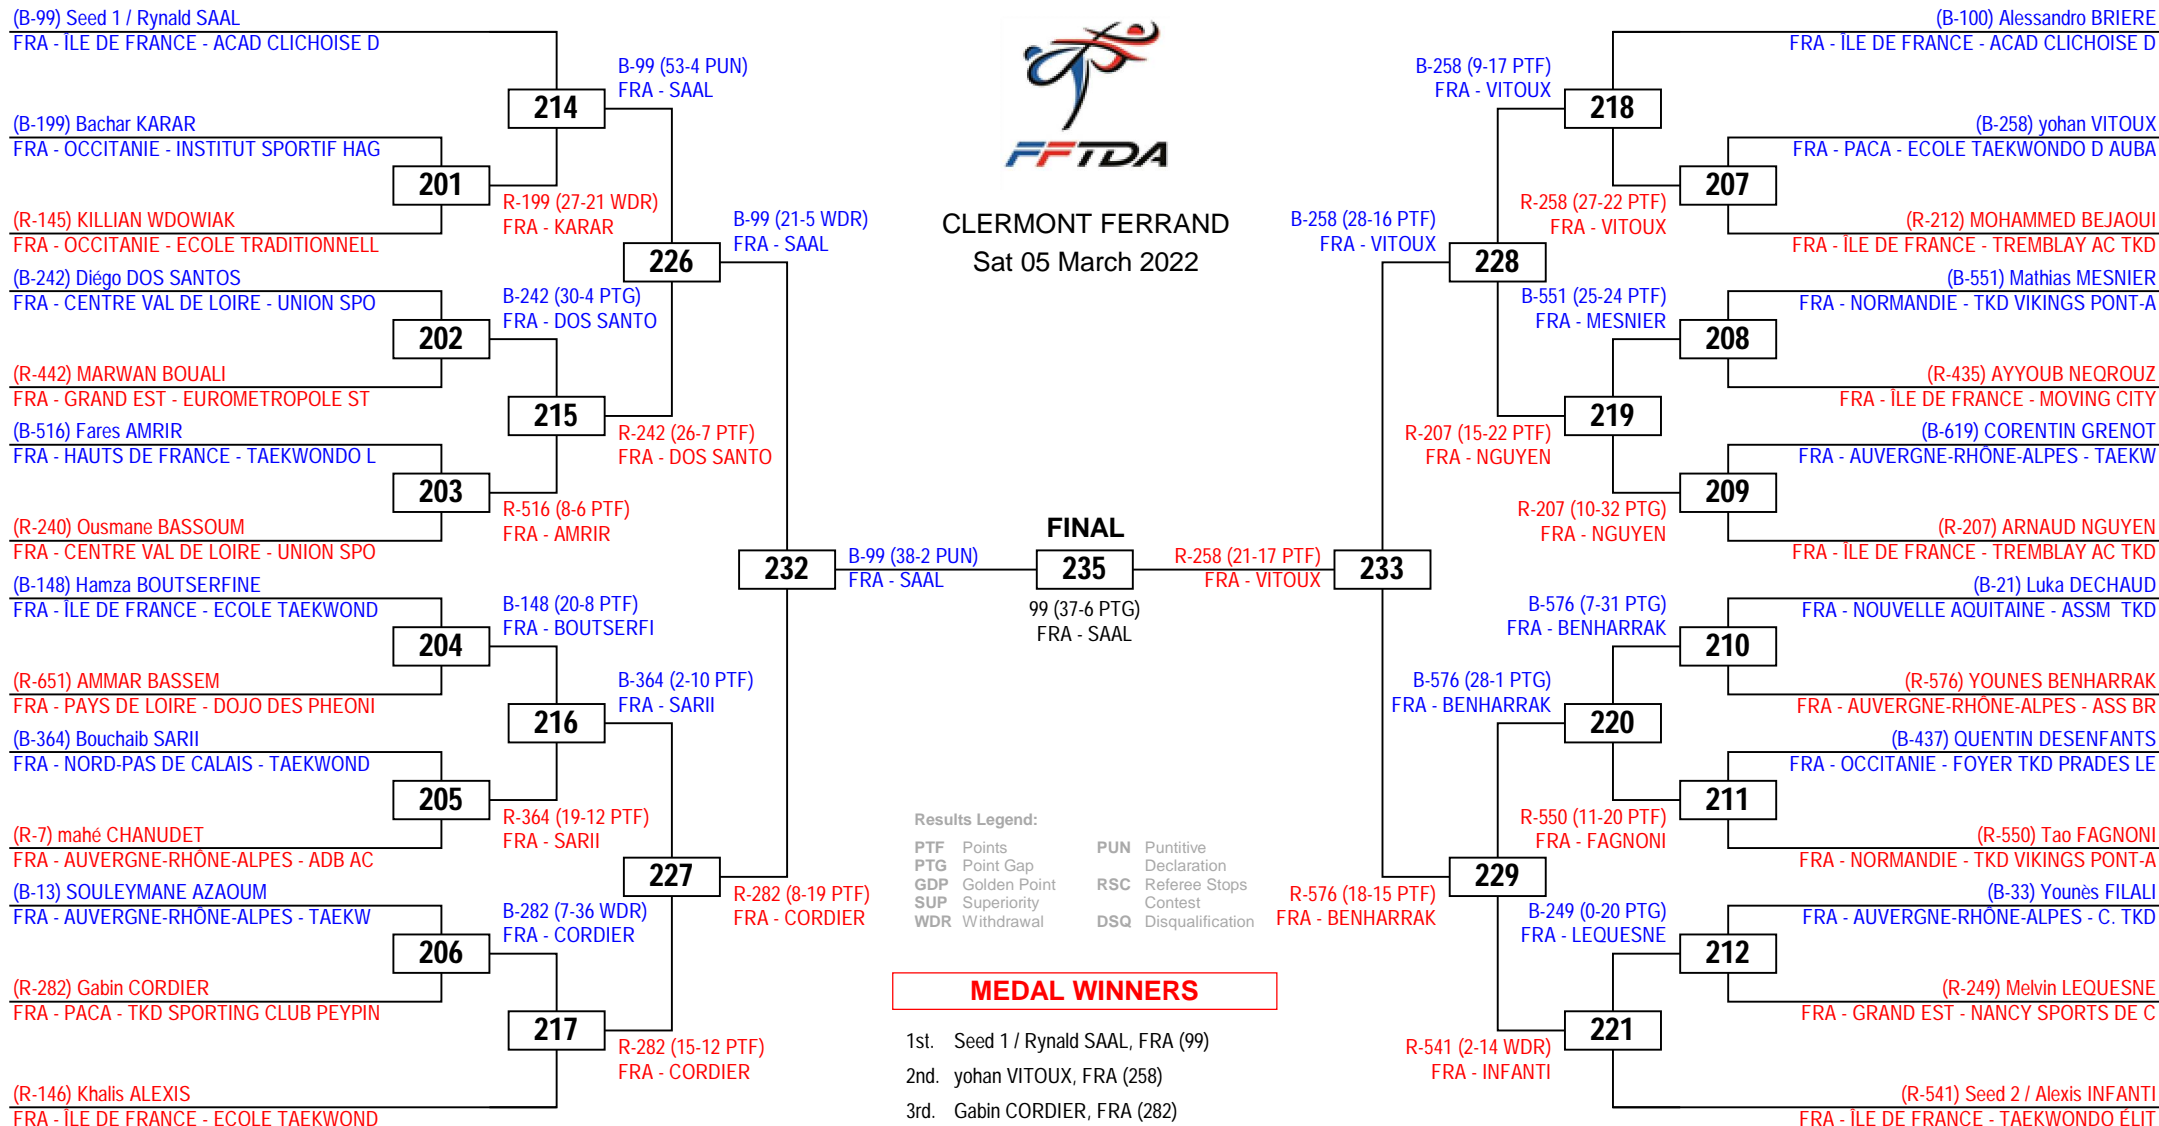 (B-99) Seed 1 / Rynald SAAL
FRA - ÎLE DE FRANCE - ACAD CLICHOISE D
(B-199) Bachar KARAR
FRA - OCCITANIE - INSTITUT SPORTIF HAG
(R-145) KILLIAN WDOWIAK
FRA - OCCITANIE - ECOLE TRADITIONNELL
(B-242) Diégo DOS SANTOS
FRA - CENTRE VAL DE LOIRE - UNION SPO
(R-442) MARWAN BOUALI
FRA - GRAND EST - EUROMETROPOLE ST
(B-516) Fares AMRIR
FRA - HAUTS DE FRANCE - TAEKWONDO L
(R-240) Ousmane BASSOUM
FRA - CENTRE VAL DE LOIRE - UNION SPO
(B-148) Hamza BOUTSERFINE
FRA - ÎLE DE FRANCE - ECOLE TAEKWOND
(R-651) AMMAR BASSEM
FRA - PAYS DE LOIRE - DOJO DES PHEONI
(B-364) Bouchaib SARII
FRA - NORD-PAS DE CALAIS - TAEKWOND
(R-7) mahé CHANUDET
FRA - AUVERGNE-RHÔNE-ALPES - ADB AC
(B-13) SOULEYMANE AZAOUM
FRA - AUVERGNE-RHÔNE-ALPES - TAEKW
(R-282) Gabin CORDIER
FRA - PACA - TKD SPORTING CLUB PEYPIN
(R-146) Khalis ALEXIS
FRA - ÎLE DE FRANCE - ECOLE TAEKWOND
201
202
203
204
205
206
R-199 (27-21 WDR)
FRA - KARAR
B-242 (30-4 PTG)
FRA - DOS SANTO
R-516 (8-6 PTF)
FRA - AMRIR
B-148 (20-8 PTF)
FRA - BOUTSERFI
R-364 (19-12 PTF)
FRA - SARII
B-282 (7-36 WDR)
FRA - CORDIER
214
215
216
217
B-99 (53-4 PUN)
FRA - SAAL
R-242 (26-7 PTF)
FRA - DOS SANTO
B-364 (2-10 PTF)
FRA - SARII
R-282 (15-12 PTF)
FRA - CORDIER
226
227
B-99 (21-5 WDR)
FRA - SAAL
R-282 (8-19 PTF)
FRA - CORDIER
232
B-99 (38-2 PUN)
FRA - SAAL
FFTDA
CLERMONT FERRAND
Sat 05 March 2022
FINAL
235
99 (37-6 PTG)
FRA - SAAL
R-258 (21-17 PTF)
FRA - VITOUX
233
B-258 (28-16 PTF)
FRA - VITOUX
R-576 (18-15 PTF)
FRA - BENHARRAK
228
229
B-258 (9-17 PTF)
FRA - VITOUX
R-207 (15-22 PTF)
FRA - NGUYEN
B-576 (28-1 PTG)
FRA - BENHARRAK
R-541 (2-14 WDR)
FRA - INFANTI
218
219
220
221
R-258 (27-22 PTF)
FRA - VITOUX
B-551 (25-24 PTF)
FRA - MESNIER
R-207 (10-32 PTG)
FRA - NGUYEN
B-576 (7-31 PTG)
FRA - BENHARRAK
R-550 (11-20 PTF)
FRA - FAGNONI
B-249 (0-20 PTG)
FRA - LEQUESNE
207
208
209
210
211
212
(B-100) Alessandro BRIERE
FRA - ÎLE DE FRANCE - ACAD CLICHOISE D
(B-258) yohan VITOUX
FRA - PACA - ECOLE TAEKWONDO D AUBA
(R-212) MOHAMMED BEJAOUI
FRA - ÎLE DE FRANCE - TREMBLAY AC TKD
(B-551) Mathias MESNIER
FRA - NORMANDIE - TKD VIKINGS PONT-A
(R-435) AYYOUB NEQROUZ
FRA - ÎLE DE FRANCE - MOVING CITY
(B-619) CORENTIN GRENOT
FRA - AUVERGNE-RHÔNE-ALPES - TAEKW
(R-207) ARNAUD NGUYEN
FRA - ÎLE DE FRANCE - TREMBLAY AC TKD
(B-21) Luka DECHAUD
FRA - NOUVELLE AQUITAINE - ASSM TKD
(R-576) YOUNES BENHARRAK
FRA - AUVERGNE-RHÔNE-ALPES - ASS BR
(B-437) QUENTIN DESENFANTS
FRA - OCCITANIE - FOYER TKD PRADES LE
(R-550) Tao FAGNONI
FRA - NORMANDIE - TKD VIKINGS PONT-A
(B-33) Younès FILALI
FRA - AUVERGNE-RHÔNE-ALPES - C. TKD
(R-249) Melvin LEQUESNE
FRA - GRAND EST - NANCY SPORTS DE C
(R-541) Seed 2 / Alexis INFANTI
FRA - ÎLE DE FRANCE - TAEKWONDO ÉLIT
Results Legend:
PTF Points
PTG Point Gap
GDP Golden Point
SUP Superiority
WDR Withdrawal
PUN Puntitive
Declaration
RSC Referee Stops
Contest
DSQ Disqualification
MEDAL WINNERS
1st. Seed 1 / Rynald SAAL, FRA (99)
2nd. yohan VITOUX, FRA (258)
3rd. Gabin CORDIER, FRA (282)